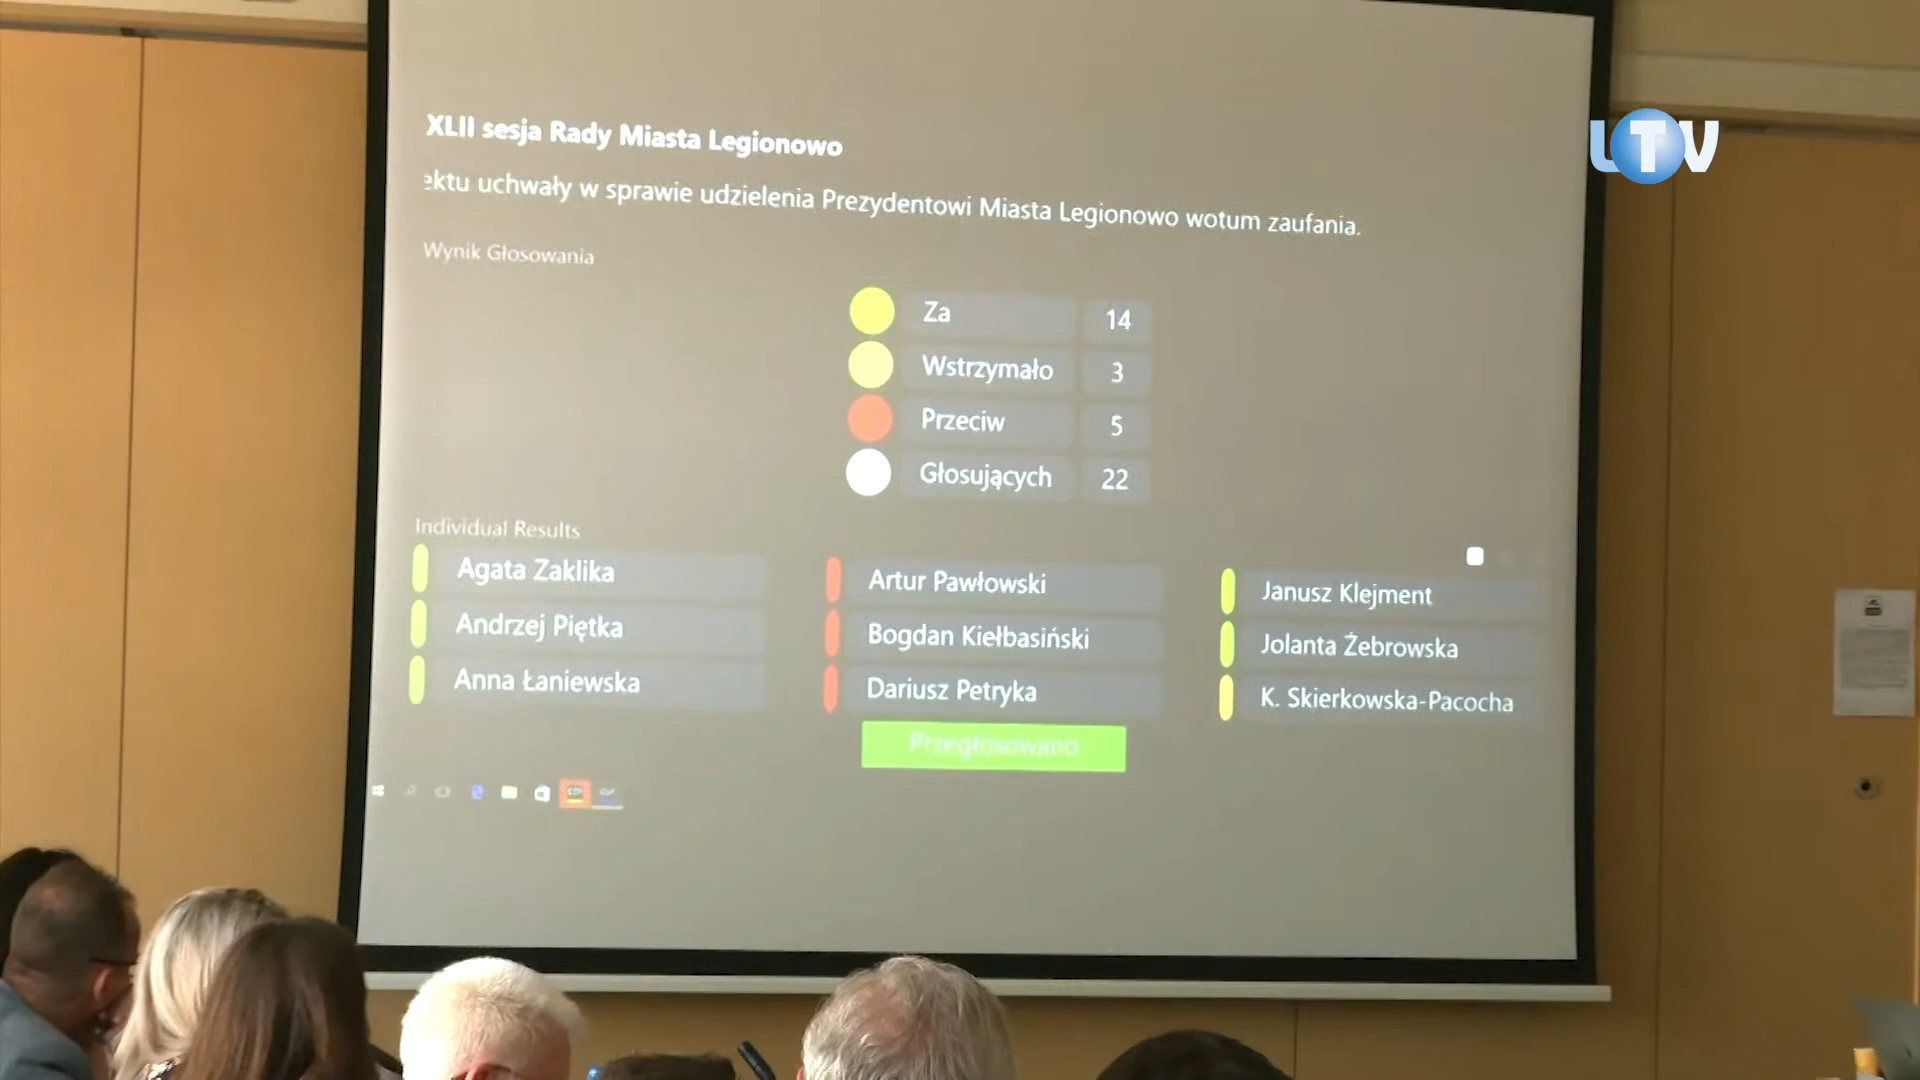 XLII sesja Rady Miasta Legionowo
ektu uchwały w sprawie udzielenia Prezydentowi Miasta Legionowo wotum zaufania.
Wynik Głosowania
Za 14
Wstrzymało 3
Przeciw 5
Głosujących 22
Individual Results
Agata Zaklika
Andrzej Piętka
Anna Łaniewska
Artur Pawłowski
Bogdan Kiełbasiński
Dariusz Petryka
Janusz Klejment
Jolanta Żebrowska
K. Skierkowska-Pacocha
Przegłosowano
LTV